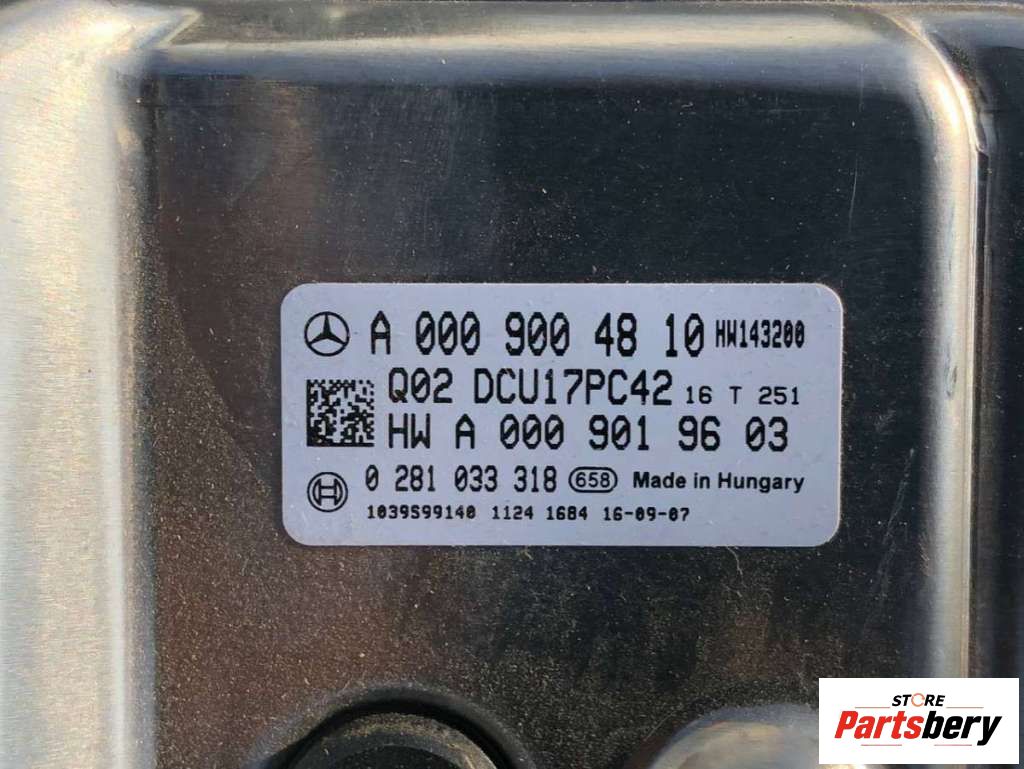 A 000 900 48 10 HW143200
Q02 DCU17PC42 16 T 251
HW A 000 901 96 03
0 281 033 318 658 Made in Hungary
1039S99140 1124 1684 16-09-07
STORE
Partsbery